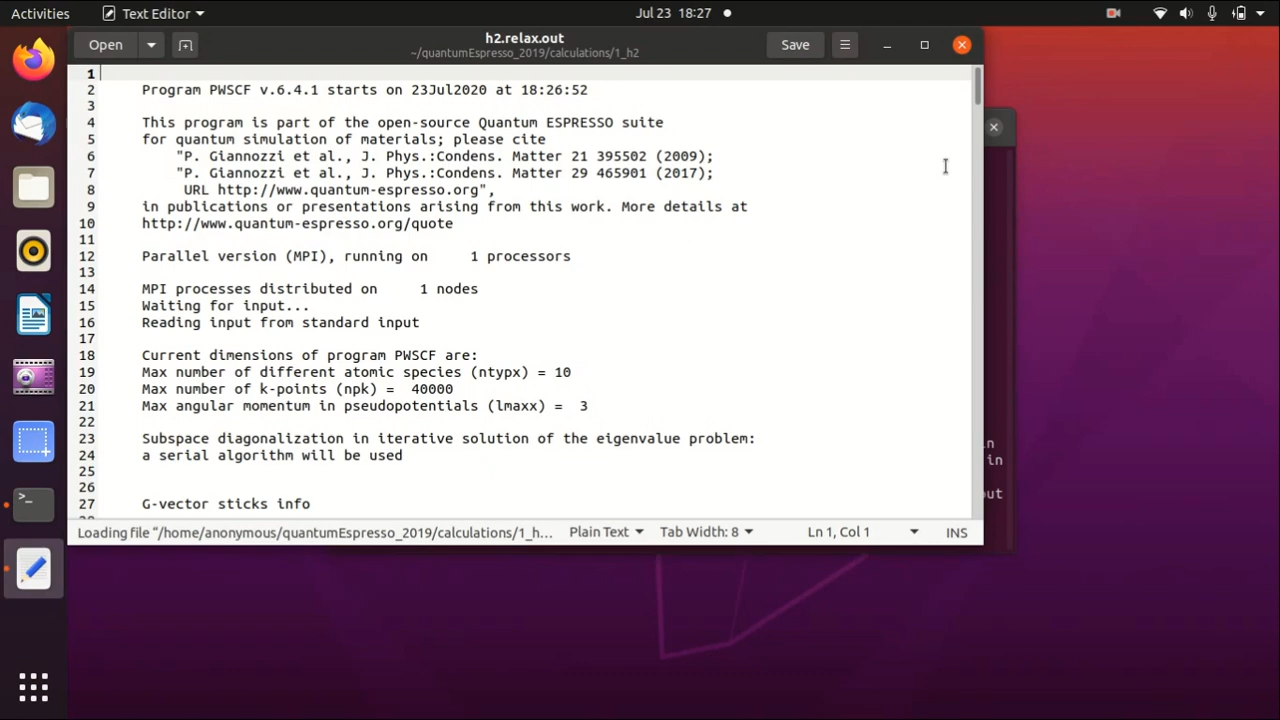 Activities
Text Editor
Jul 23 18:27
Open
h2.relax.out
~/quantumEspresso_2019/calculations/1_h2
Save
1
2 Program PWSCF v.6.4.1 starts on 23Jul2020 at 18:26:52
3
4 This program is part of the open-source Quantum ESPRESSO suite
5 for quantum simulation of materials; please cite
6 "P. Giannozzi et al., J. Phys.:Condens. Matter 21 395502 (2009);
7 "P. Giannozzi et al., J. Phys.:Condens. Matter 29 465901 (2017);
8 URL http://www.quantum-espresso.org",
9 in publications or presentations arising from this work. More details at
10 http://www.quantum-espresso.org/quote
11
12 Parallel version (MPI), running on 1 processors
13
14 MPI processes distributed on 1 nodes
15 Waiting for input...
16 Reading input from standard input
17
18 Current dimensions of program PWSCF are:
19 Max number of different atomic species (ntypx) = 10
20 Max number of k-points (npk) = 40000
21 Max angular momentum in pseudopotentials (lmaxx) = 3
22
23 Subspace diagonalization in iterative solution of the eigenvalue problem:
24 a serial algorithm will be used
25
26
27 G-vector sticks info
in
in
out
Loading file "/home/anonymous/quantumEspresso_2019/calculations/1_h...
Plain Text
Tab Width: 8
Ln 1, Col 1
INS